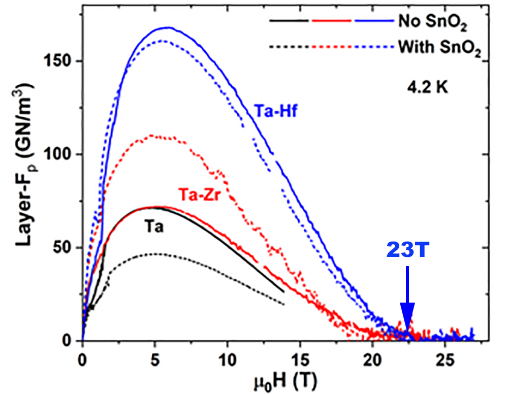 No SnO₂
With SnO₂
4.2 K
Ta-Hf
Ta-Zr
Ta
23T
Layer-Fₚ (GN/m³)
150
100
50
0
0 5 10 15 20 25
μ₀H (T)